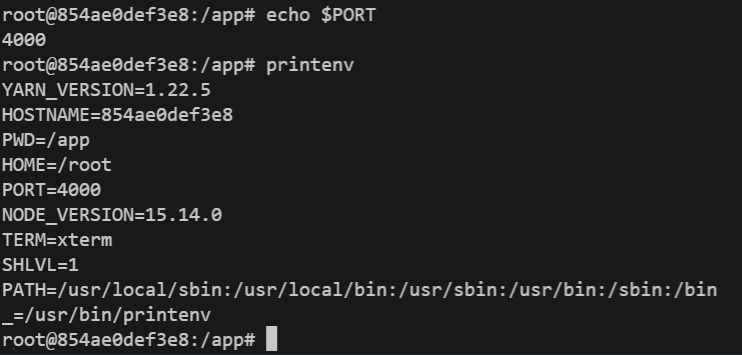 root@854ae0def3e8:/app# echo $PORT
4000
root@854ae0def3e8:/app# printenv
YARN_VERSION=1.22.5
HOSTNAME=854ae0def3e8
PWD=/app
HOME=/root
PORT=4000
NODE_VERSION=15.14.0
TERM=xterm
SHLVL=1
PATH=/usr/local/sbin:/usr/local/bin:/usr/sbin:/usr/bin:/sbin:/bin
_=/usr/bin/printenv
root@854ae0def3e8:/app#